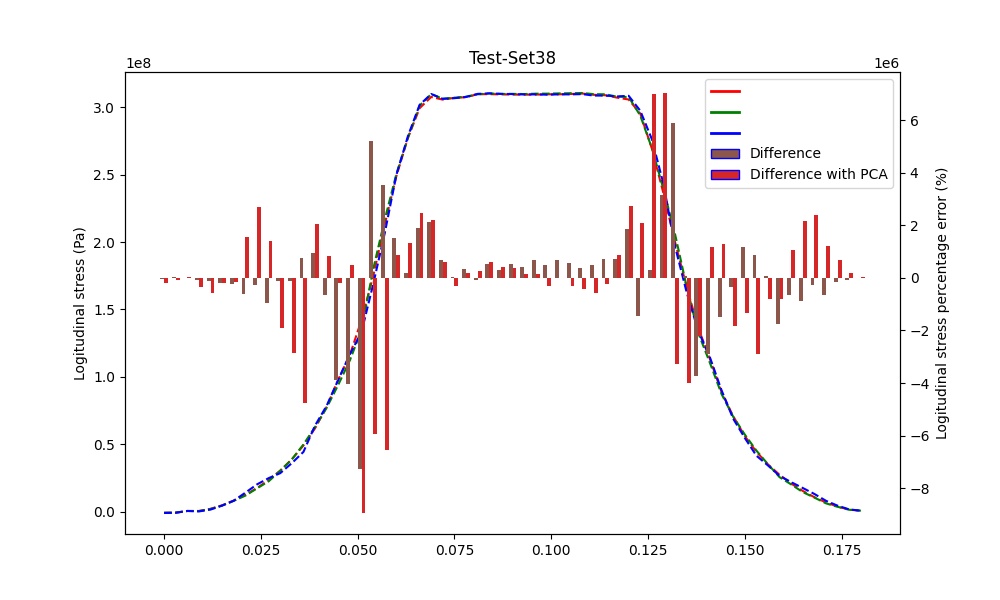 Test-Set38
1e8
1e6
3.0
2.5
2.0
1.5
1.0
0.5
0.0
Logitudinal stress (Pa)
Difference
Difference with PCA
6
4
2
0
−2
−4
−6
−8
Logitudinal stress percentage error (%)
0.000 0.025 0.050 0.075 0.100 0.125 0.150 0.175